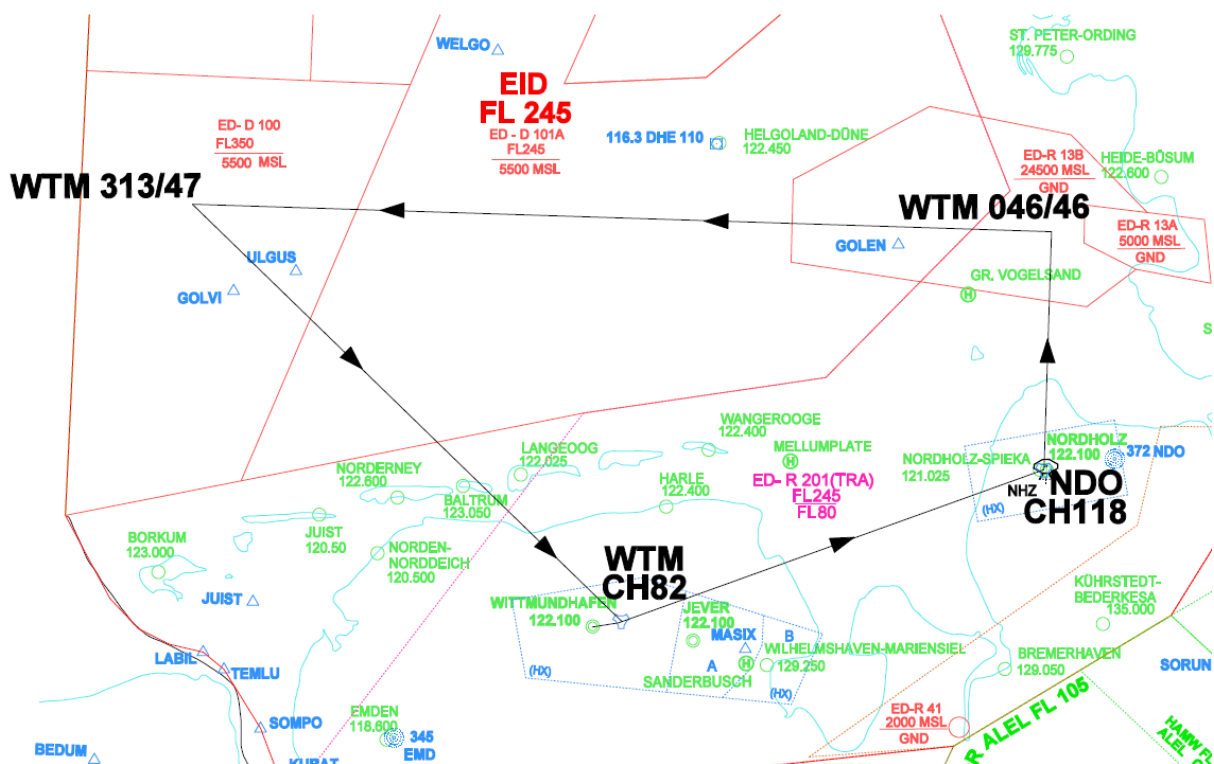 WELGO
ST. PETER-ORDING
129.775
EID
FL 245
ED- D 100
FL350
5500 MSL
ED - D 101A
FL245
5500 MSL
116.3 DHE 110
HELGOLAND-DÜNE
122.450
ED-R 13B
24500 MSL
GND
HEIDE-BÜSUM
122.600
WTM 313/47
WTM 046/46
ED-R 13A
5000 MSL
GND
GOLEN
ULGUS
GOLVI
GR. VOGELSAND
H
S
WANGEROOGE
122.400
MELLUMPLATE
H
LANGEOOG
122.025
NORDERNEY
122.600
BALTRUM
123.050
HARLE
122.400
ED- R 201(TRA)
FL245
FL80
NORDHOLZ-SPIEKA
121.025
NORDHOLZ
122.100
372 NDO
NHZ
NDO
CH118
(HX)
JUIST
120.50
NORDEN-
NORDDEICH
120.500
BORKUM
123.000
JUIST
WTM
CH82
WITTMUNDHAFEN
122.100
JEVER
122.100
MASIX
B
A
WILHELMSHAVEN-MARIENSIEL
129.250
H
SANDERBUSCH
(HX)
(HX)
KÜHRSTEDT-
BEDERKESA
135.000
BREMERHAVEN
129.050
SORUN
LABIL
TEMLU
SOMPO
BEDUM
EMDEN
118.600
345
EMD
ED-R 41
2000 MSL
GND
R ALEL FL 105
HAMW FL
ALEL